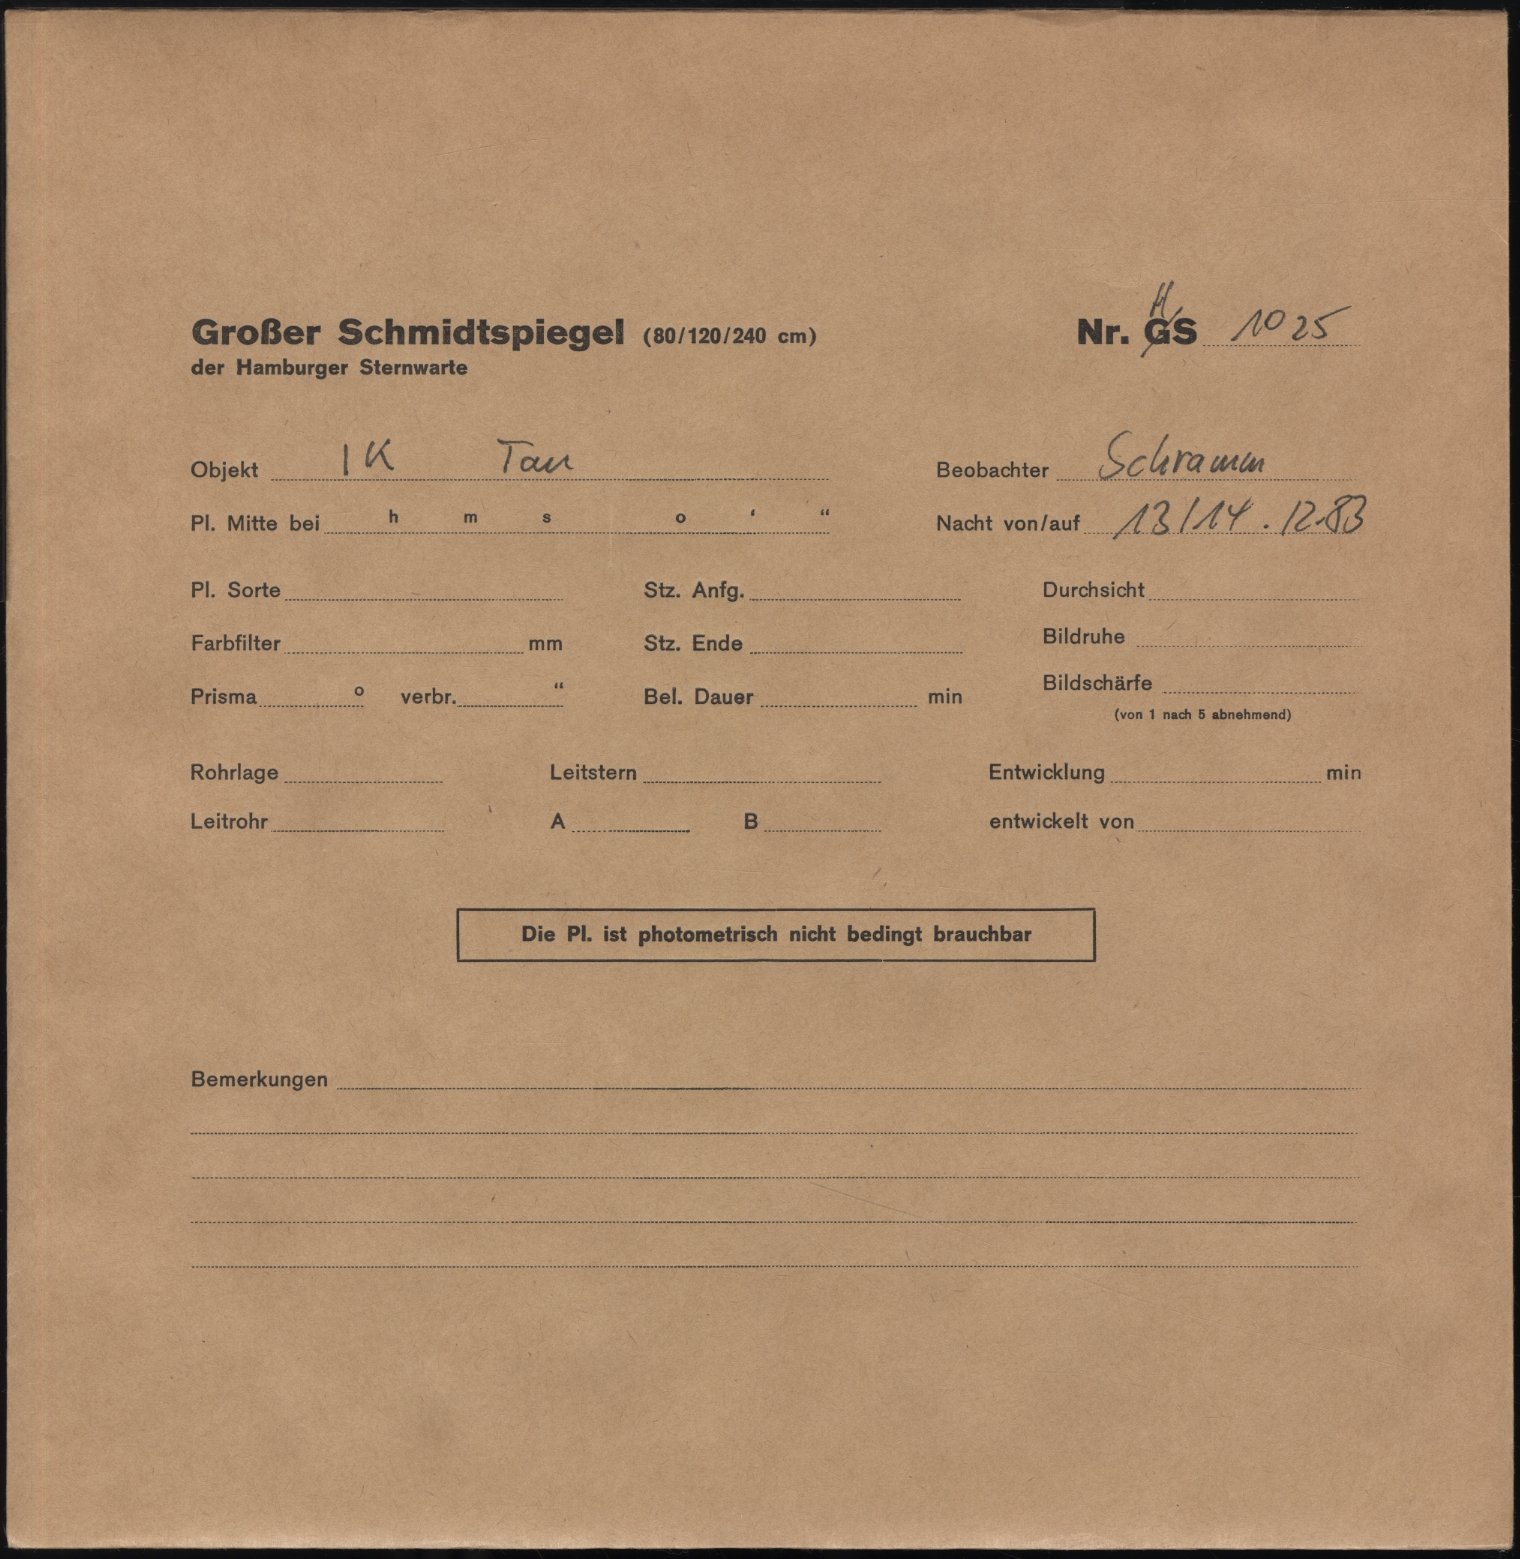 Großer Schmidtspiegel (80/120/240 cm)
der Hamburger Sternwarte
H
Nr. GS 1025
Objekt IK Tau
Beobachter Schramm
Pl. Mitte bei h m s o ‘ “
Nacht von/auf 13/14.12.83
Pl. Sorte Stz. Anfg. Durchsicht
Farbfilter mm Stz. Ende Bildruhe
Prisma o verbr. “ Bel. Dauer min Bildschärfe
(von 1 nach 5 abnehmend)
Rohrlage Leitstern Entwicklung min
Leitrohr A B entwickelt von
Die Pl. ist photometrisch nicht bedingt brauchbar
Bemerkungen